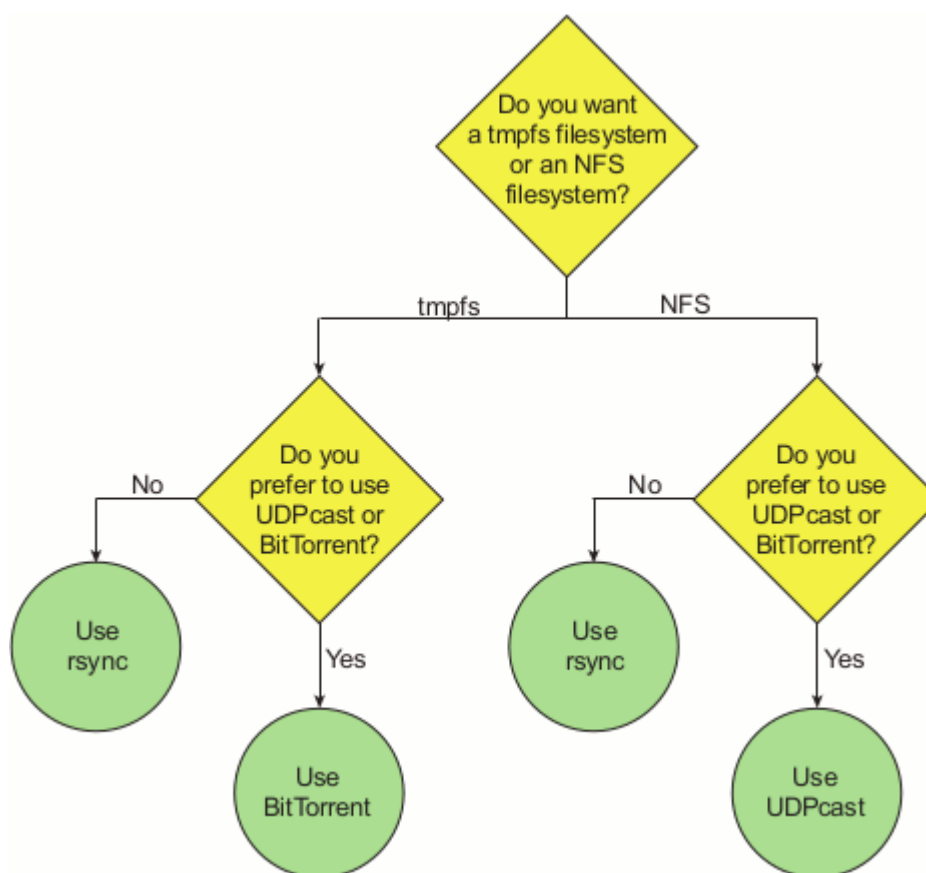 Do you want
a tmpfs filesystem
or an NFS
filesystem?
tmpfs
NFS
Do you
prefer to use
UDPcast or
BitTorrent?
No
Use
rsync
Yes
Use
BitTorrent
Do you
prefer to use
UDPcast or
BitTorrent?
No
Use
rsync
Yes
Use
UDPcast